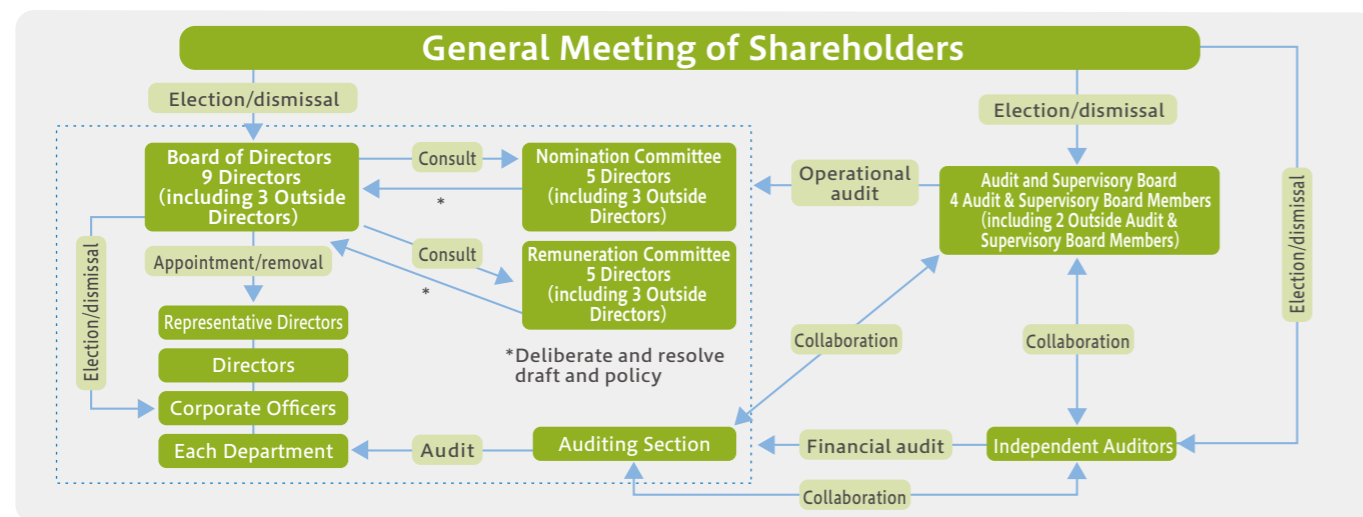 General Meeting of Shareholders
Election/dismissal
Election/dismissal
Election/dismissal
Board of Directors
9 Directors
(including 3 Outside
Directors)
Consult
*
Nomination Committee
5 Directors
(including 3 Outside
Directors)
Operational
audit
Audit and Supervisory Board
4 Audit & Supervisory Board Members
(including 2 Outside Audit &
Supervisory Board Members)
Election/dismissal
Appointment/removal
Consult
*
Remuneration Committee
5 Directors
(including 3 Outside
Directors)
Representative Directors
Directors
Corporate Officers
Each Department
*Deliberate and resolve
draft and policy
Collaboration
Collaboration
Audit
Auditing Section
Financial audit
Independent Auditors
Collaboration